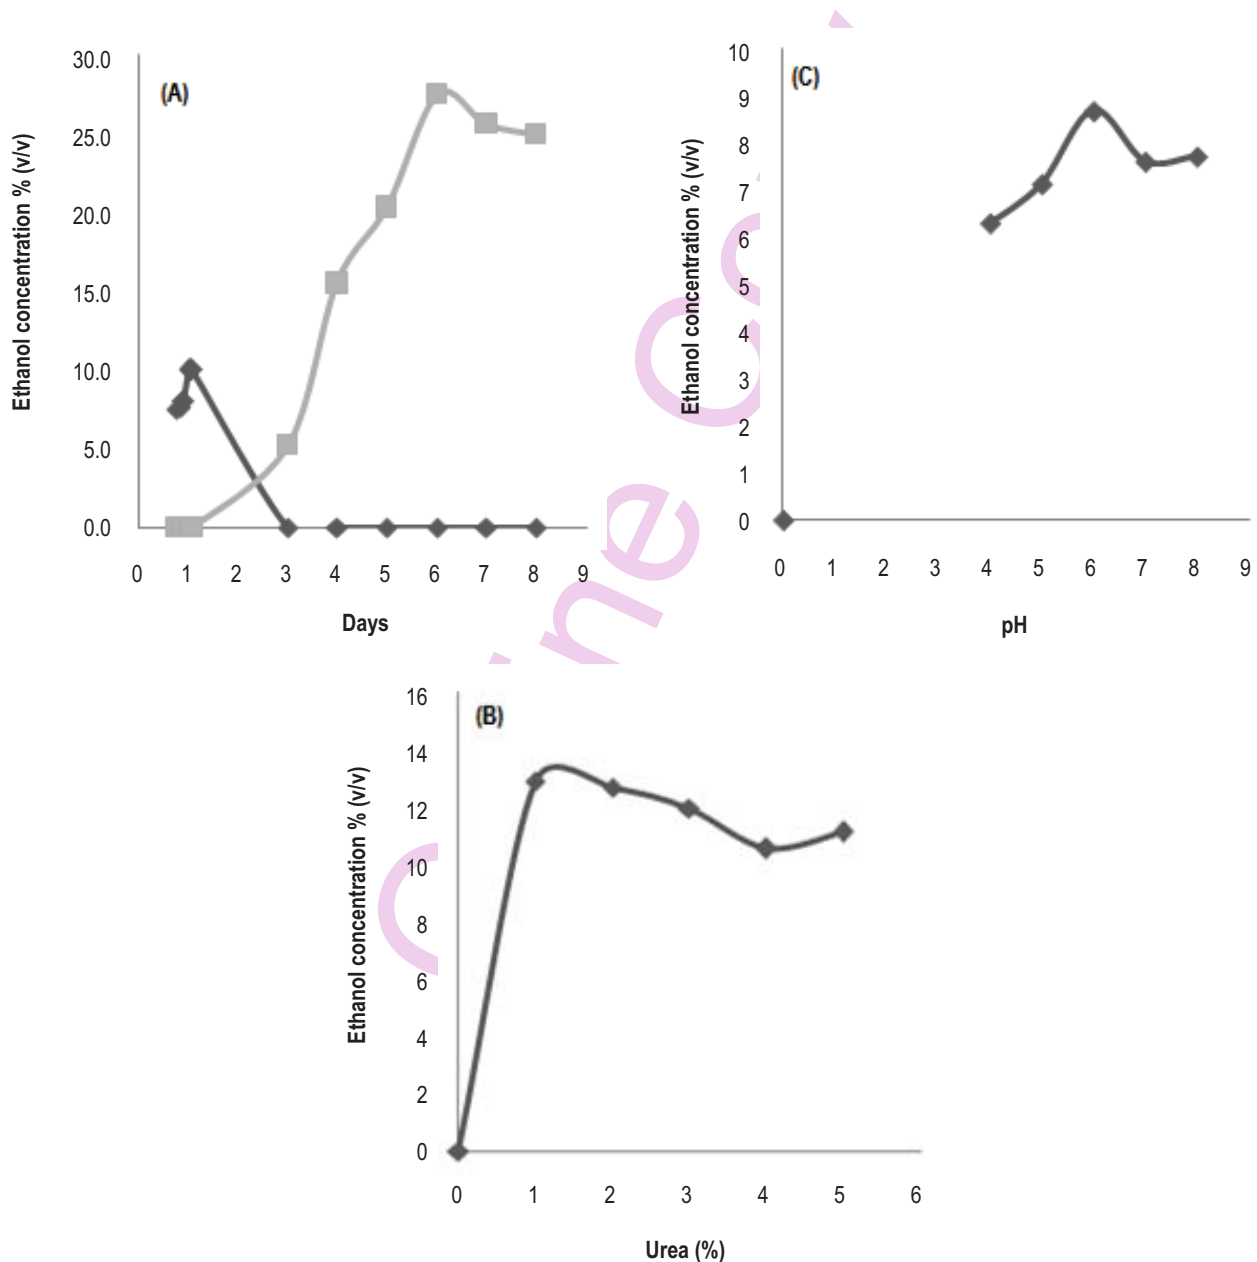 (A)
Ethanol concentration % (v/v)
30.0
25.0
20.0
15.0
10.0
5.0
0.0
0 1 2 3 4 5 6 7 8 9
Days
(C)
Ethanol concentration % (v/v)
10
9
8
7
6
5
4
3
2
1
0
0 1 2 3 4 5 6 7 8 9
pH
(B)
Ethanol concentration % (v/v)
16
14
12
10
8
6
4
2
0
0 1 2 3 4 5 6
Urea (%)